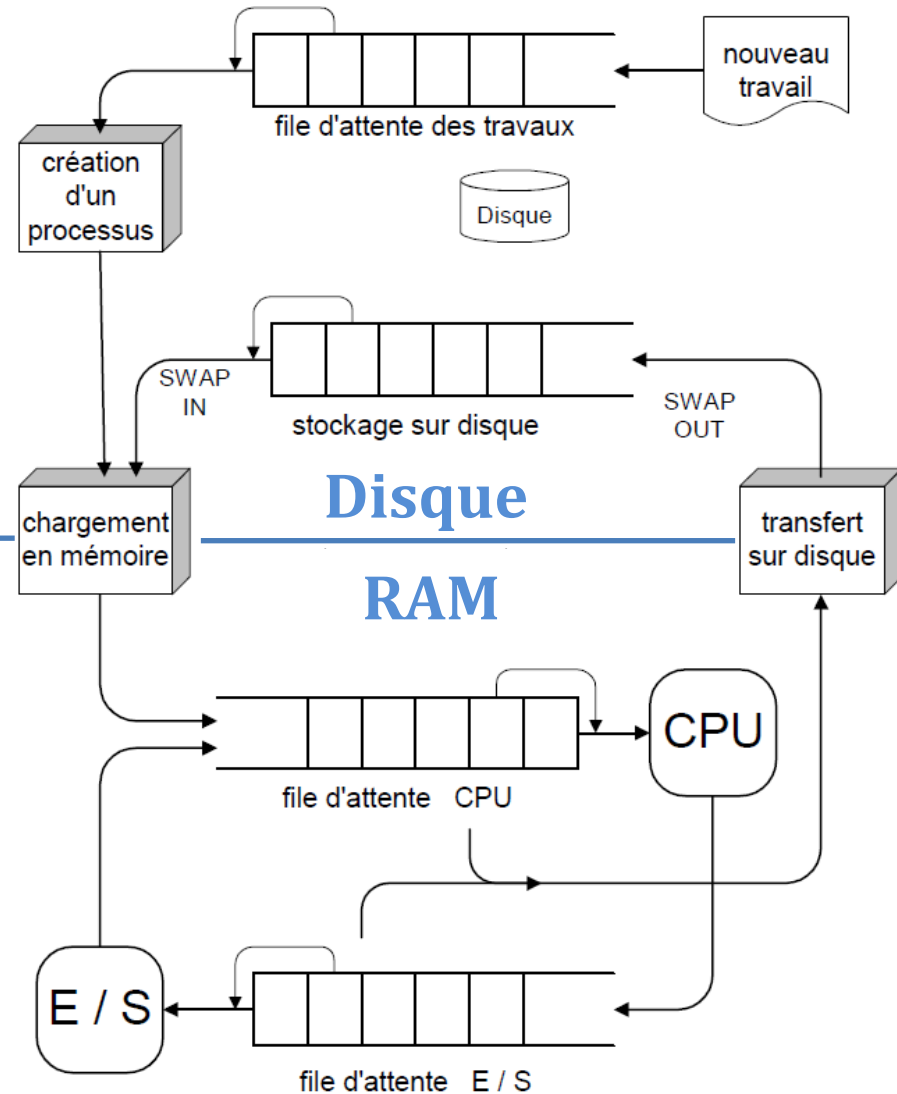 nouveau
travail
file d'attente des travaux
création
d'un
processus
Disque
SWAP
IN
stockage sur disque
SWAP
OUT
Disque
chargement
en mémoire
transfert
sur disque
RAM
CPU
file d'attente CPU
E / S
file d'attente E / S